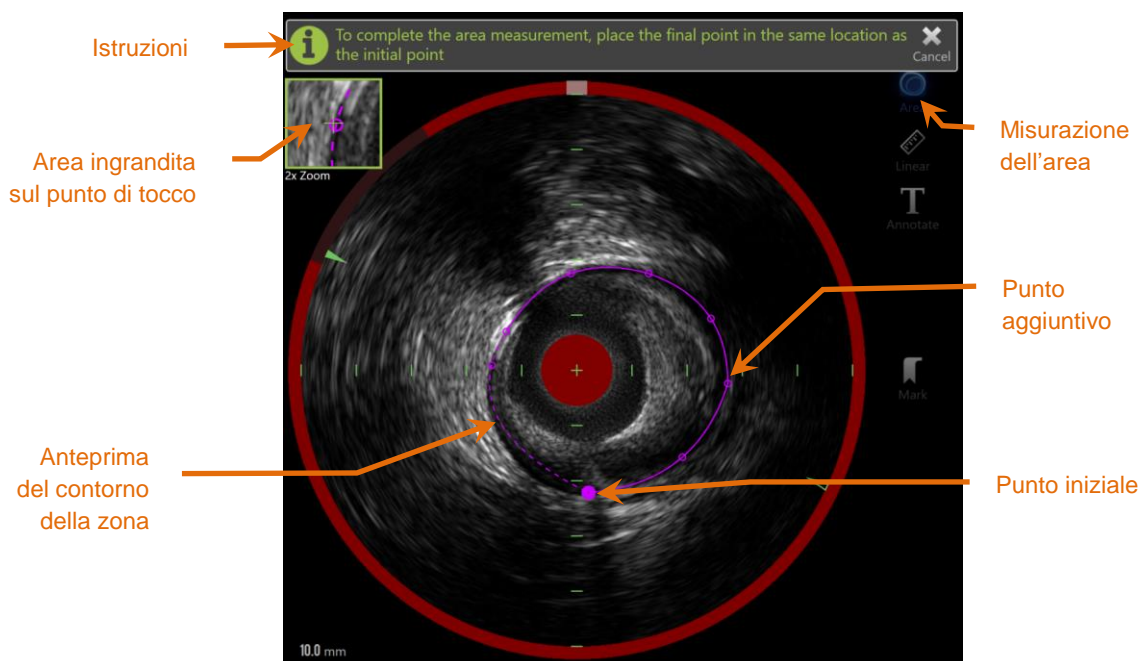 Istruzioni
To complete the area measurement, place the final point in the same location as
the initial point
Cancel
Area
Misurazione
dell'area
Area ingrandita
sul punto di tocco
2x Zoom
Linear
T
Annotate
Punto
aggiuntivo
Mark
Anteprima
del contorno
della zona
Punto iniziale
10.0 mm